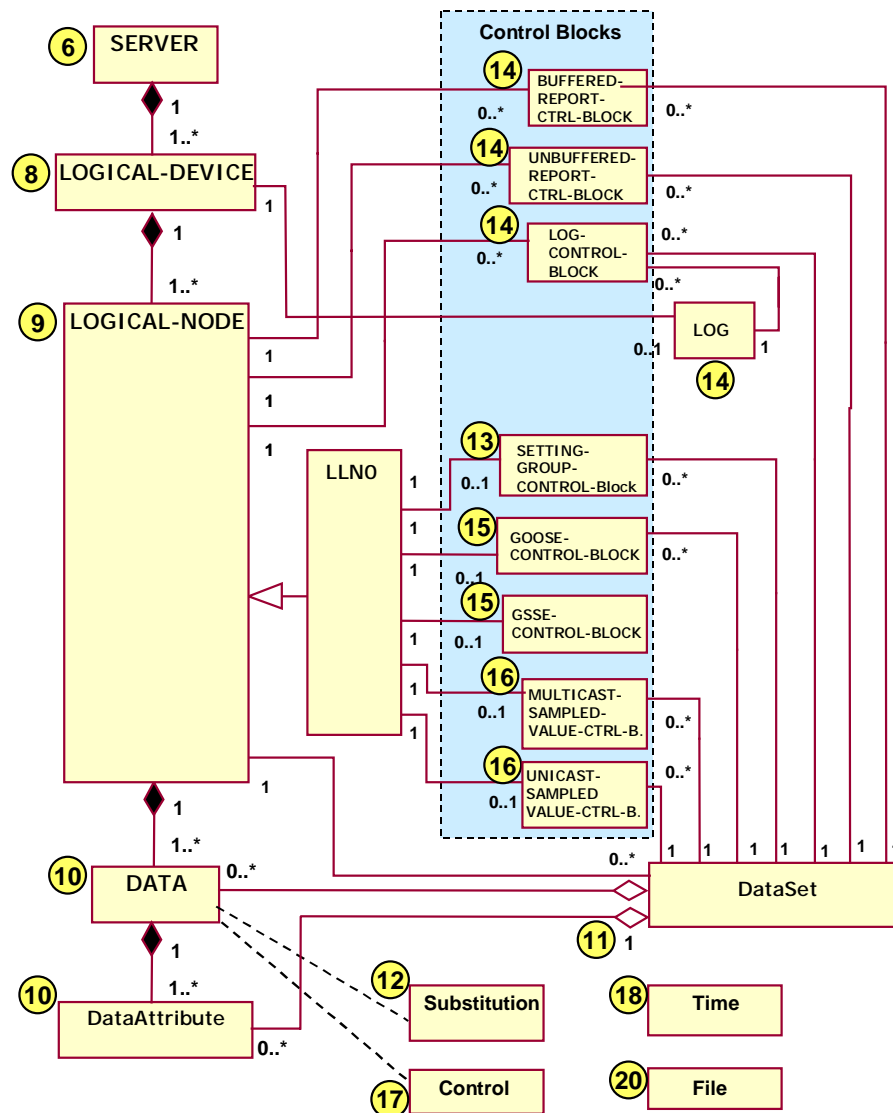 Control Blocks
6
SERVER
1
1..*
8
LOGICAL-DEVICE
1
1
1..*
9
LOGICAL-NODE
1
1
1
14
BUFFERED-
REPORT-
CTRL-BLOCK
0..*
0..*
14
UNBUFFERED-
REPORT-
CTRL-BLOCK
0..*
0..*
14
LOG-
CONTROL-
BLOCK
0..*
0..*
0..*
LOG
0..1
1
14
LLN0
13
SETTING-
GROUP-
CONTROL-Block
1
0..1
0..*
15
GOOSE-
CONTROL-BLOCK
1
1
0..1
0..*
15
GSSE-
CONTROL-BLOCK
1
0..1
16
MULTICAST-
SAMPLED-
VALUE-CTRL-B.
1
0..1
0..*
16
UNICAST-
SAMPLED
VALUE-CTRL-B.
1
0..1
0..*
1
1
1..*
0..*
0..*
1
1
1
1
1
1
10
DATA
DataSet
1
1..*
11
1
10
DataAttribute
0..*
12
Substitution
18
Time
17
Control
20
File